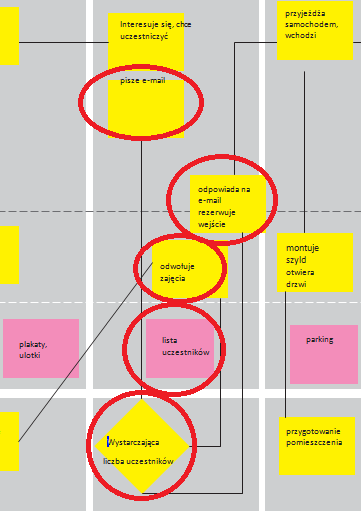 Interesuje się, chce
uczestniczyć
pisze e-mail
przyjeżdża
samochodem,
wchodzi
odpowiada na
e-mail
rezerwuje
wejście
odwołuje
zajęcia
montuje
szyld
otwiera
drzwi
plakaty,
ulotki
lista
uczestników
parking
Wystarczająca
liczba uczestników
przygotowanie
pomieszczenia